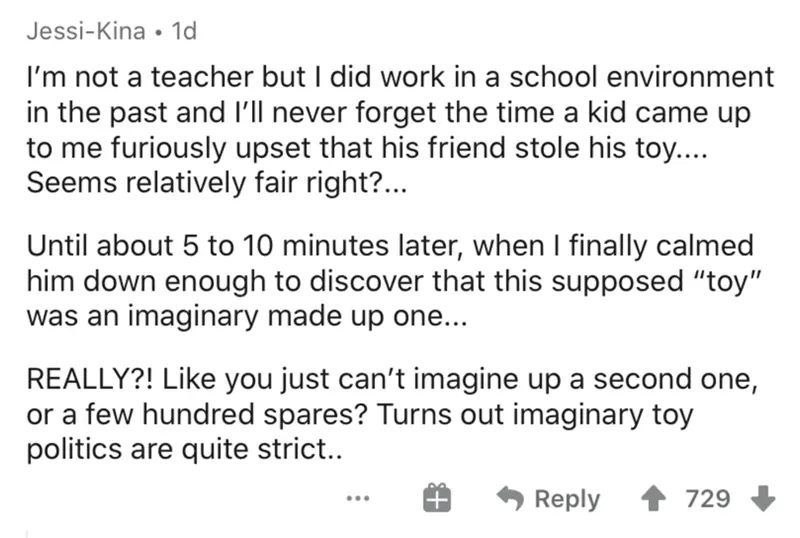 Jessi-Kina • 1d
I’m not a teacher but I did work in a school environment
in the past and I’ll never forget the time a kid came up
to me furiously upset that his friend stole his toy....
Seems relatively fair right?...
Until about 5 to 10 minutes later, when I finally calmed
him down enough to discover that this supposed “toy”
was an imaginary made up one...
REALLY?! Like you just can’t imagine up a second one,
or a few hundred spares? Turns out imaginary toy
politics are quite strict..
... Reply 729